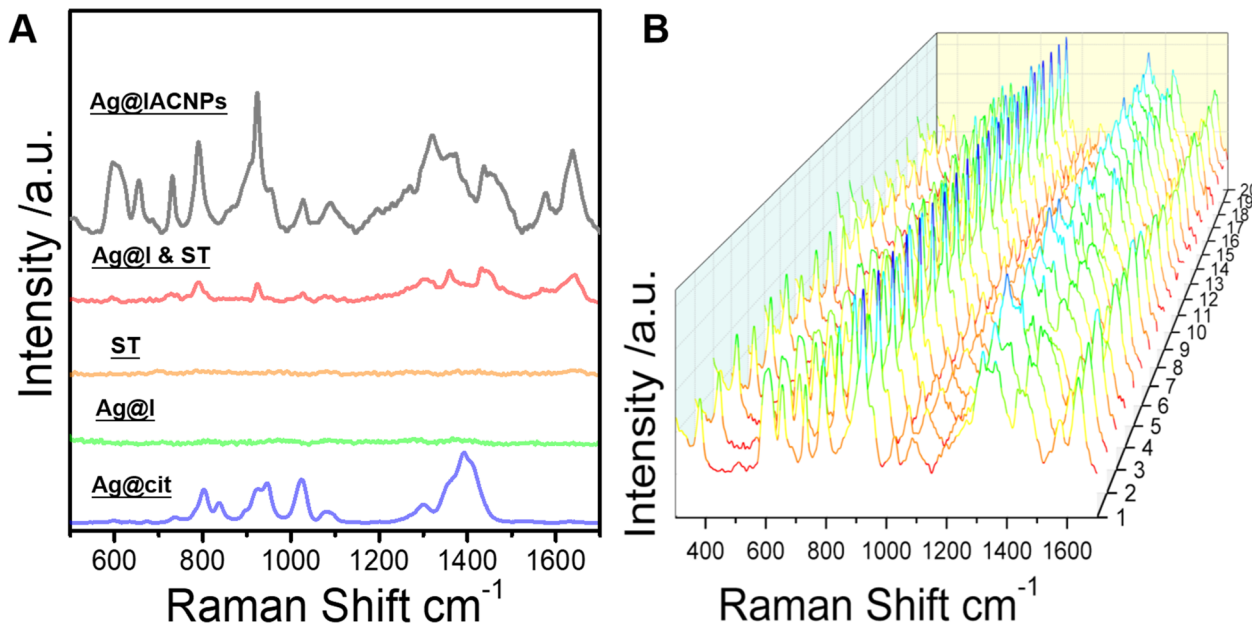 A
Ag@IACNPs
Ag@I & ST
ST
Ag@I
Ag@cit
Intensity /a.u.
600 800 1000 1200 1400 1600
Raman Shift cm-1
B
Intensity /a.u.
400 600 800 1000 1200 1400 1600
Raman Shift cm-1
1
2
3
4
5
6
7
8
9
10
11
12
13
14
15
16
17
18
19
20